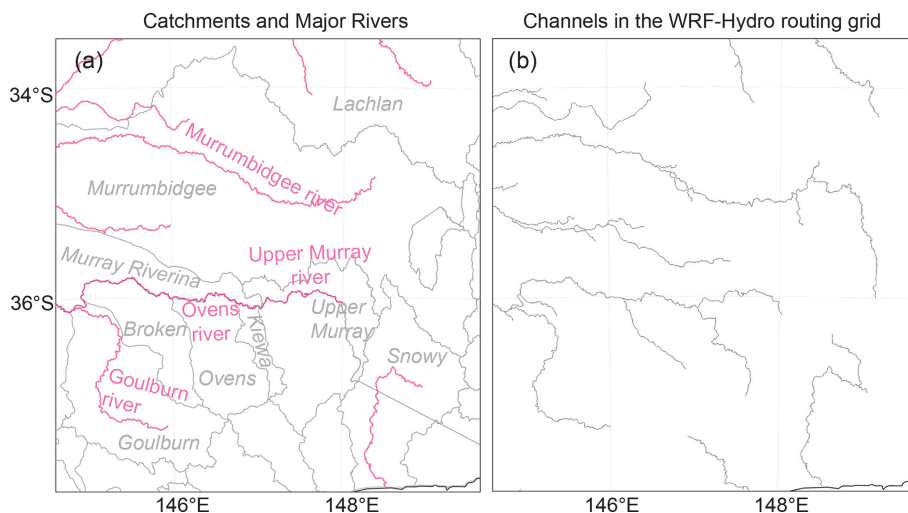 Catchments and Major Rivers
Channels in the WRF-Hydro routing grid
(a)
(b)
34°S
36°S
Lachlan
Murrumbidgee river
Murrumbidgee
Upper Murray
river
Murray Riverina
Ovens
river
Kiewa
Upper
Murray
Broken
Snowy
Ovens
Goulburn
river
Goulburn
146°E
148°E
146°E
148°E